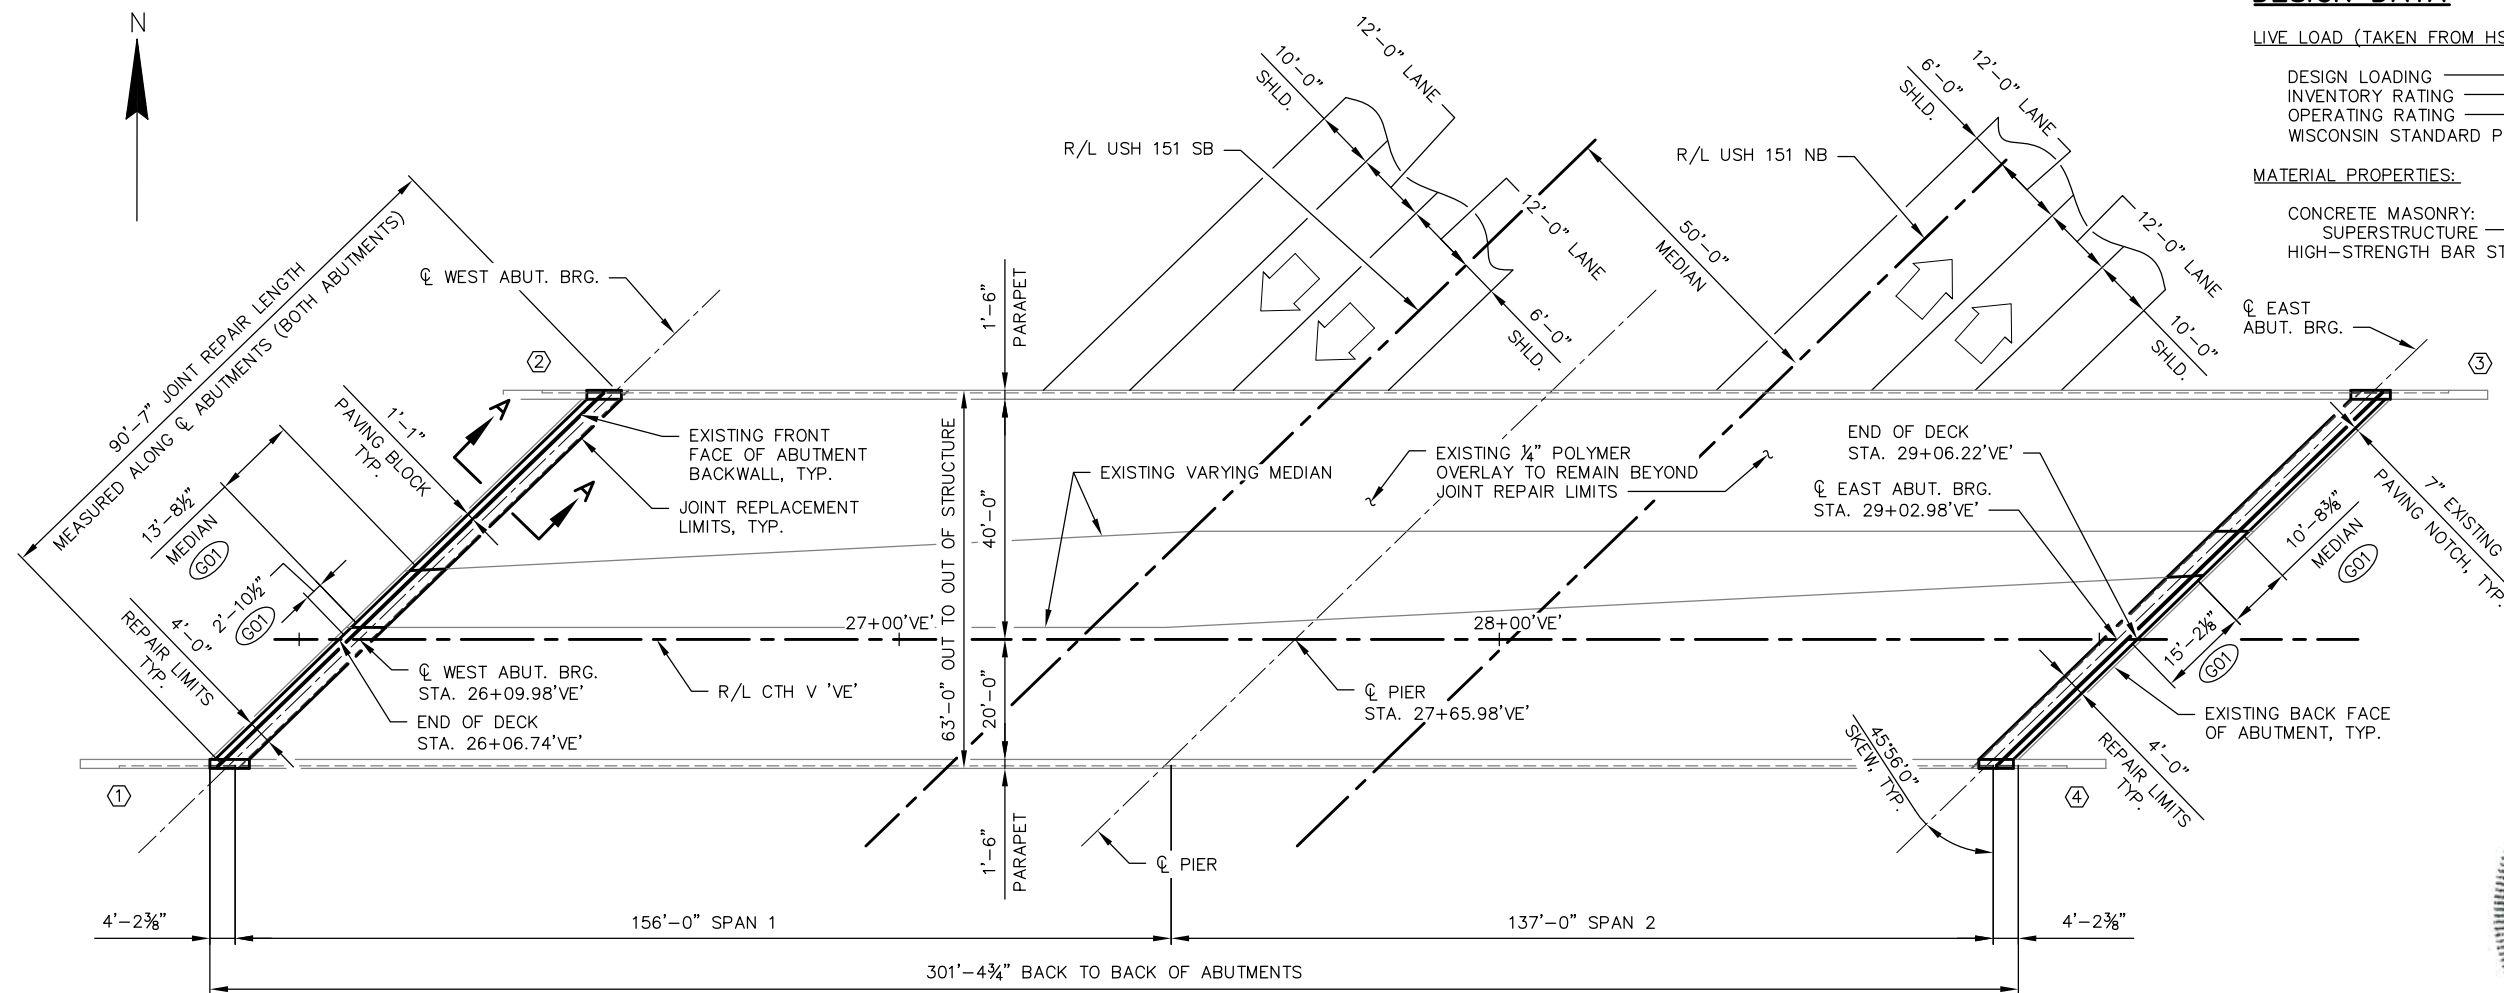 N
DESIGN DATA
LIVE LOAD (TAKEN FROM HS
DESIGN LOADING
INVENTORY RATING
OPERATING RATING
WISCONSIN STANDARD P
MATERIAL PROPERTIES:
CONCRETE MASONRY:
SUPERSTRUCTURE
HIGH-STRENGTH BAR ST
10'-0"
SHLD.
12'-0" LANE
R/L USH 151 SB
12'-0" LANE
6'-0"
SHLD.
50'-0"
MEDIAN
6'-0"
SHLD.
12'-0" LANE
R/L USH 151 NB
12'-0" LANE
10'-0"
SHLD.
℄ EAST
ABUT. BRG.
℄ WEST ABUT. BRG.
90'-7" JOINT REPAIR LENGTH
MEASURED ALONG ℄ ABUTMENTS (BOTH ABUTMENTS)
1'-6"
PARAPET
2
3
1'-1"
PAVING BLOCK
TYP.
A
A
EXISTING FRONT
FACE OF ABUTMENT
BACKWALL, TYP.
JOINT REPLACEMENT
LIMITS, TYP.
EXISTING VARYING MEDIAN
EXISTING ¼" POLYMER
OVERLAY TO REMAIN BEYOND
JOINT REPAIR LIMITS
END OF DECK
STA. 29+06.22'VE'
℄ EAST ABUT. BRG.
STA. 29+02.98'VE'
7" EXISTING
PAVING NOTCH, TYP.
13'-8½"
MEDIAN
G01
2'-10½"
G01
4'-0"
REPAIR LIMITS
TYP.
63'-0" OUT TO OUT OF STRUCTURE
40'-0"
20'-0"
10'-8⅜"
MEDIAN
G01
15'-2⅛"
G01
27+00'VE'
28+00'VE'
℄ WEST ABUT. BRG.
STA. 26+09.98'VE'
END OF DECK
STA. 26+06.74'VE'
R/L CTH V 'VE'
℄ PIER
STA. 27+65.98'VE'
EXISTING BACK FACE
OF ABUTMENT, TYP.
45°56'0"
SKEW, TYP.
4'-0"
REPAIR LIMITS
TYP.
1
4
1'-6"
PARAPET
℄ PIER
4'-2⅜"
156'-0" SPAN 1
137'-0" SPAN 2
4'-2⅜"
301'-4¾" BACK TO BACK OF ABUTMENTS